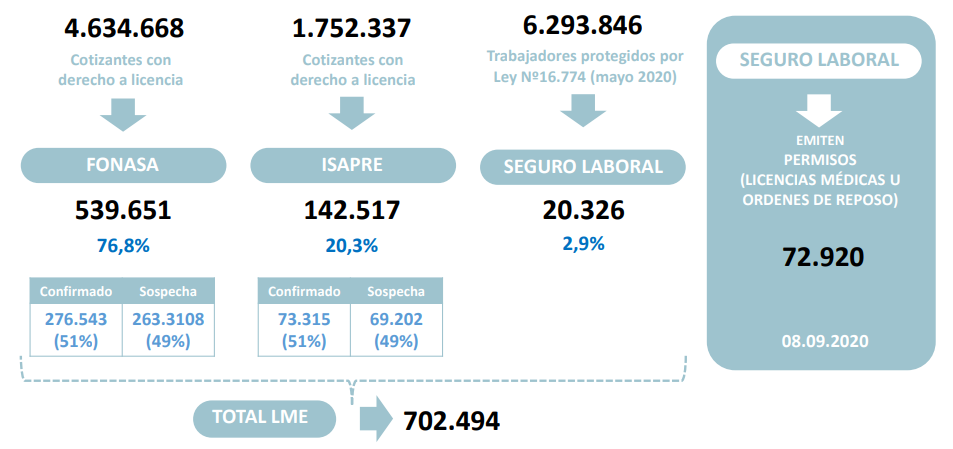 4.634.668
Cotizantes con
derecho a licencia
FONASA
539.651
76,8%
Confirmado Sospecha
276.543 263.3108
(51%) (49%)
1.752.337
Cotizantes con
derecho a licencia
ISAPRE
142.517
20,3%
Confirmado Sospecha
73.315 69.202
(51%) (49%)
6.293.846
Trabajadores protegidos por
Ley Nº16.774 (mayo 2020)
SEGURO LABORAL
20.326
2,9%
SEGURO LABORAL
EMITEN
PERMISOS
(LICENCIAS MÉDICAS U
ORDENES DE REPOSO)
72.920
08.09.2020
TOTAL LME
702.494